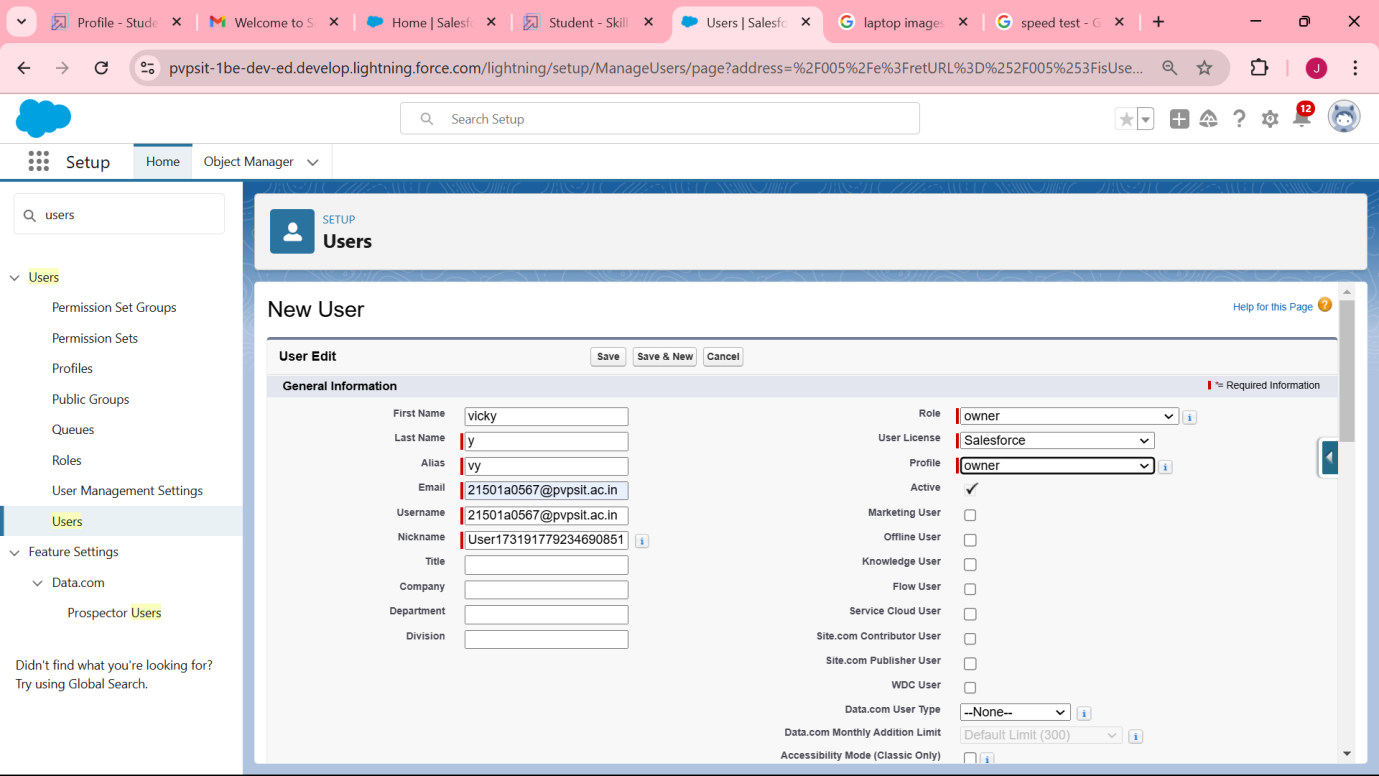 Profile - Stude
Welcome to S
Home | Salesf
Student - Skill
Users | Salesfo
laptop images
speed test - G
pvpsit-1be-dev-ed.develop.lightning.force.com/lightning/setup/ManageUsers/page?address=%2F005%2Fe%3FretURL%3D%252F005%253FisUse...
J
Search Setup
12
Setup
Home
Object Manager
users
SETUP
Users
Users
Permission Set Groups
Permission Sets
Profiles
Public Groups
Queues
Roles
User Management Settings
Users
Feature Settings
Data.com
Prospector Users
Didn't find what you're looking for?
Try using Global Search.
New User
Help for this Page ?
User Edit Save Save & New Cancel
General Information *= Required Information
First Name vicky
Last Name y
Alias vy
Email 21501a0567@pvpsit.ac.in
Username 21501a0567@pvpsit.ac.in
Nickname User173191779234690851 i
Title
Company
Department
Division
Role owner i
User License Salesforce
Profile owner i
Active
Marketing User
Offline User
Knowledge User
Flow User
Service Cloud User
Site.com Contributor User
Site.com Publisher User
WDC User
Data.com User Type --None-- i
Data.com Monthly Addition Limit Default Limit (300) i
Accessibility Mode (Classic Only) i